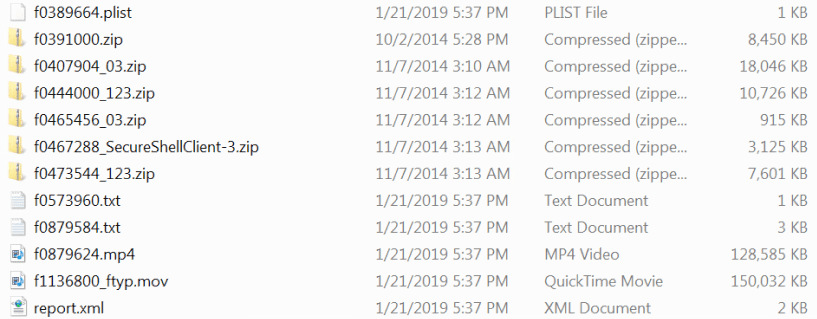 f0389664.plist 1/21/2019 5:37 PM PLIST File 1 KB
f0391000.zip 10/2/2014 5:28 PM Compressed (zippe... 8,450 KB
f0407904_03.zip 11/7/2014 3:10 AM Compressed (zippe... 18,046 KB
f0444000_123.zip 11/7/2014 3:12 AM Compressed (zippe... 10,726 KB
f0465456_03.zip 11/7/2014 3:12 AM Compressed (zippe... 915 KB
f0467288_SecureShellClient-3.zip 11/7/2014 3:13 AM Compressed (zippe... 3,125 KB
f0473544_123.zip 11/7/2014 3:13 AM Compressed (zippe... 7,601 KB
f0573960.txt 1/21/2019 5:37 PM Text Document 1 KB
f0879584.txt 1/21/2019 5:37 PM Text Document 3 KB
f0879624.mp4 1/21/2019 5:37 PM MP4 Video 128,585 KB
f1136800_ftyp.mov 1/21/2019 5:37 PM QuickTime Movie 150,032 KB
report.xml 1/21/2019 5:37 PM XML Document 2 KB